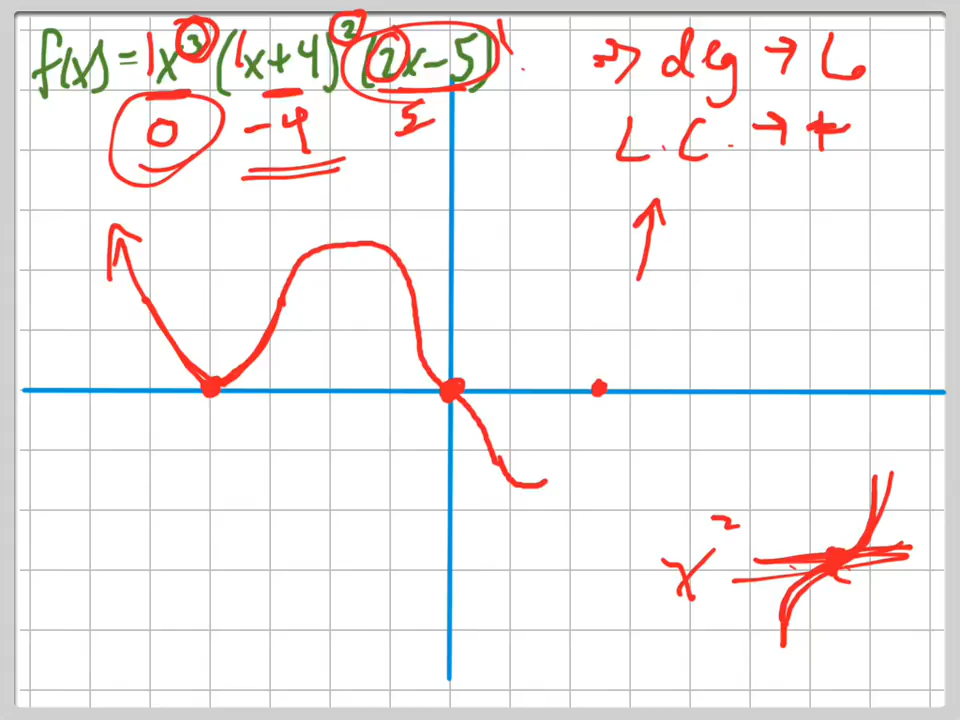 f(x) = 1x³ (1x+4)² (2x-5)¹ ⇒ deg → 6
0 -4 5 L.C. → +
x²